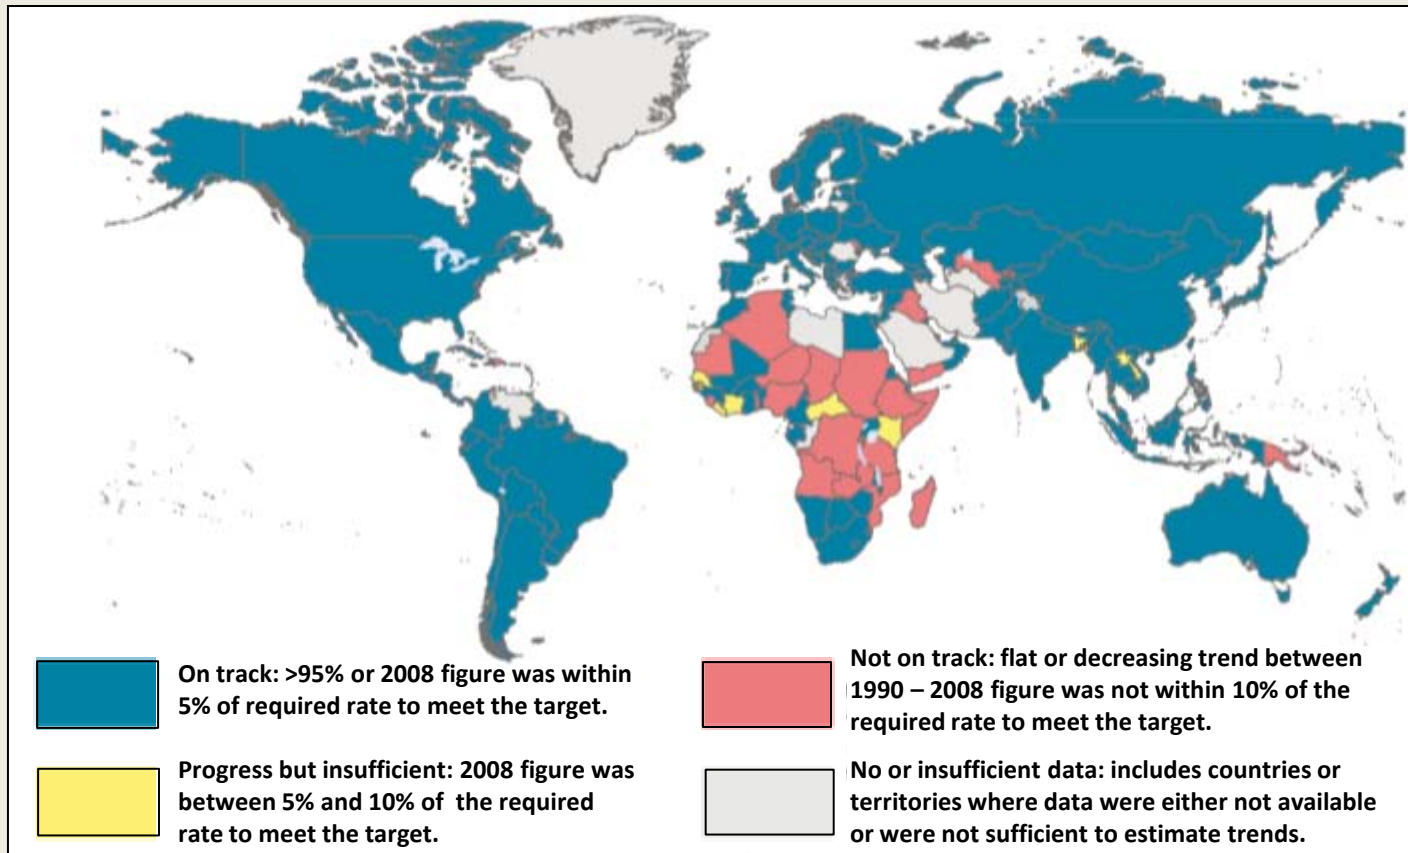 On track: >95% or 2008 figure was within
5% of required rate to meet the target.
Progress but insufficient: 2008 figure was
between 5% and 10% of the required
rate to meet the target.
Not on track: flat or decreasing trend between
1990 – 2008 figure was not within 10% of the
required rate to meet the target.
No or insufficient data: includes countries or
territories where data were either not available
or were not sufficient to estimate trends.